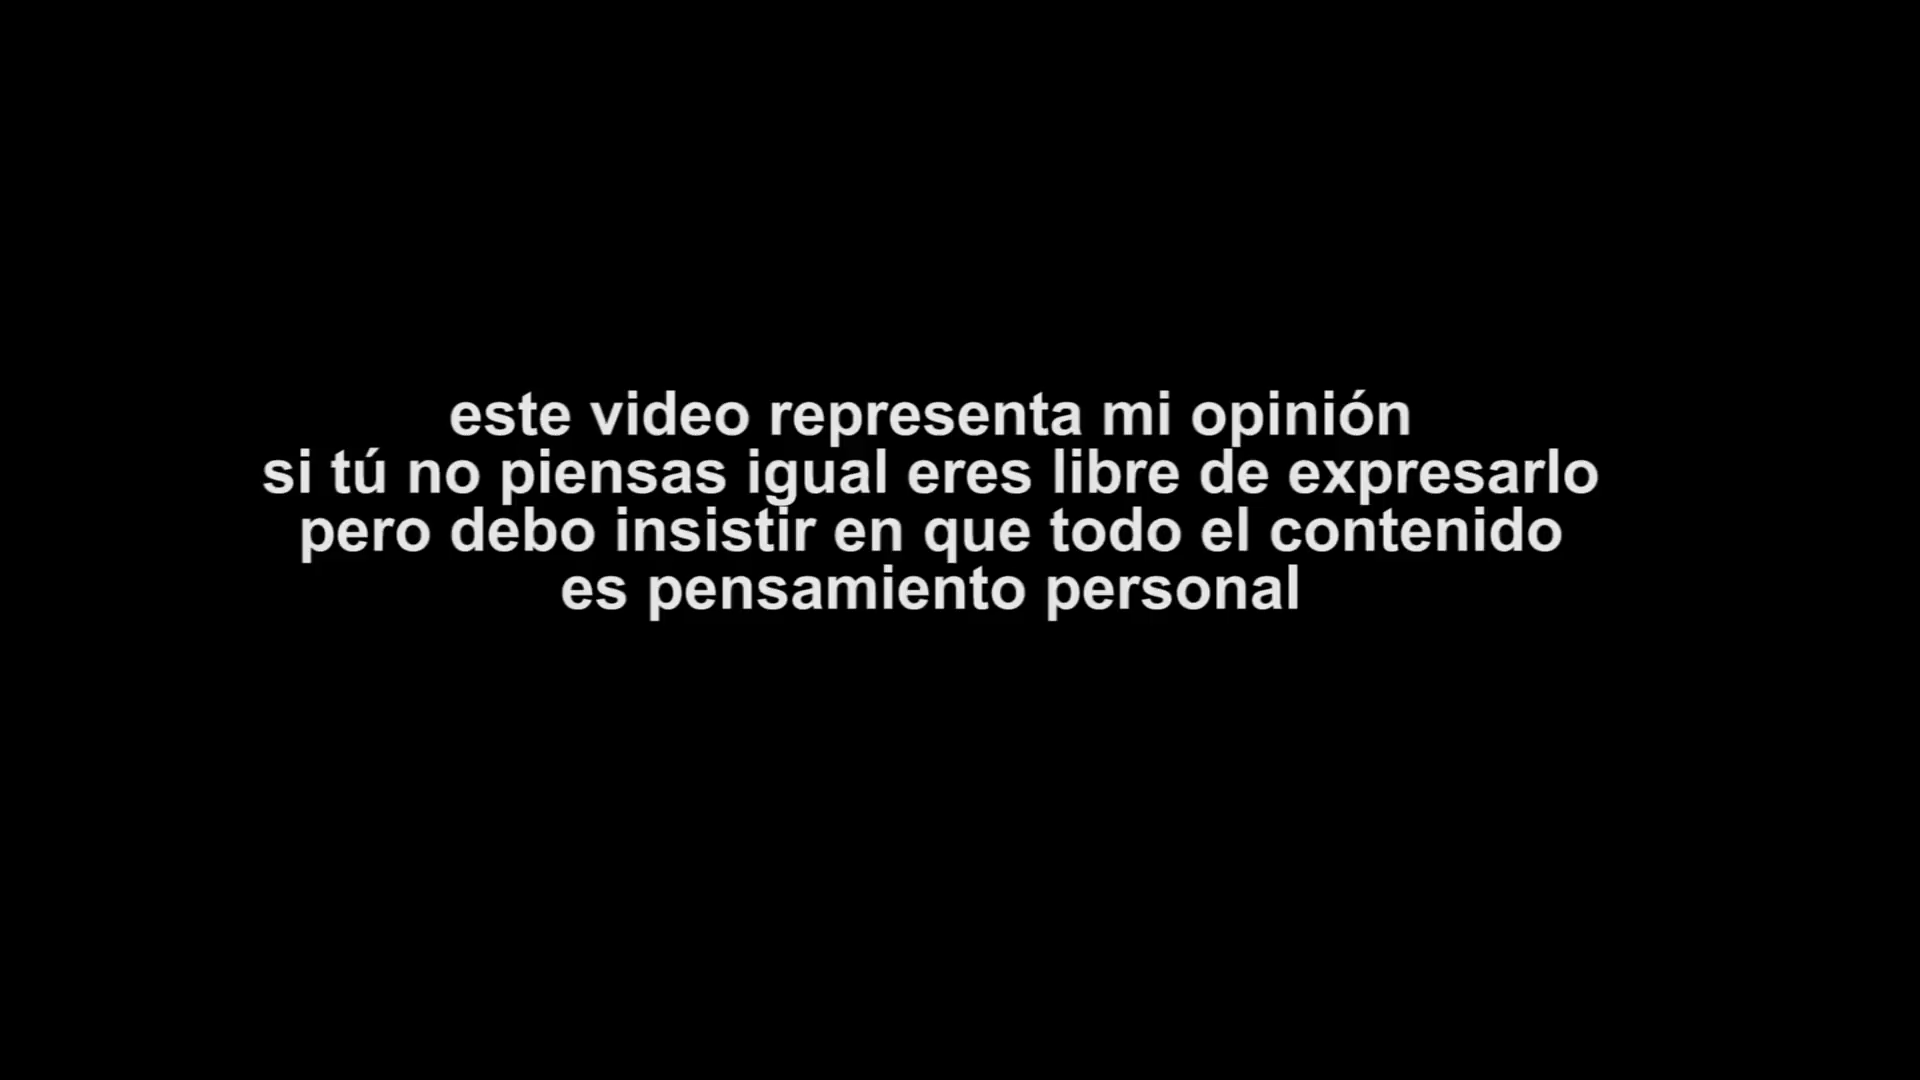 este video representa mi opinión
si tú no piensas igual eres libre de expresarlo
pero debo insistir en que todo el contenido
es pensamiento personal